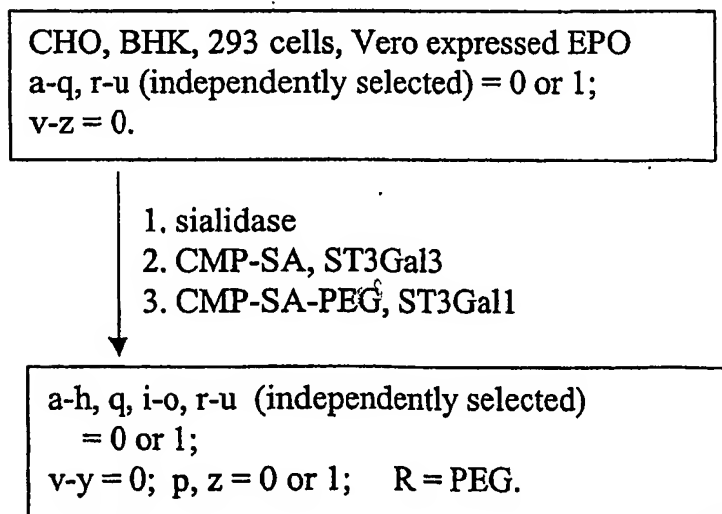 CHO, BHK, 293 cells, Vero expressed EPO
a-q, r-u (independently selected) = 0 or 1;
v-z = 0.
1. sialidase
2. CMP-SA, ST3Gal3
3. CMP-SA-PEG, ST3Gal1
a-h, q, i-o, r-u (independently selected)
= 0 or 1;
v-y = 0; p, z = 0 or 1; R = PEG.